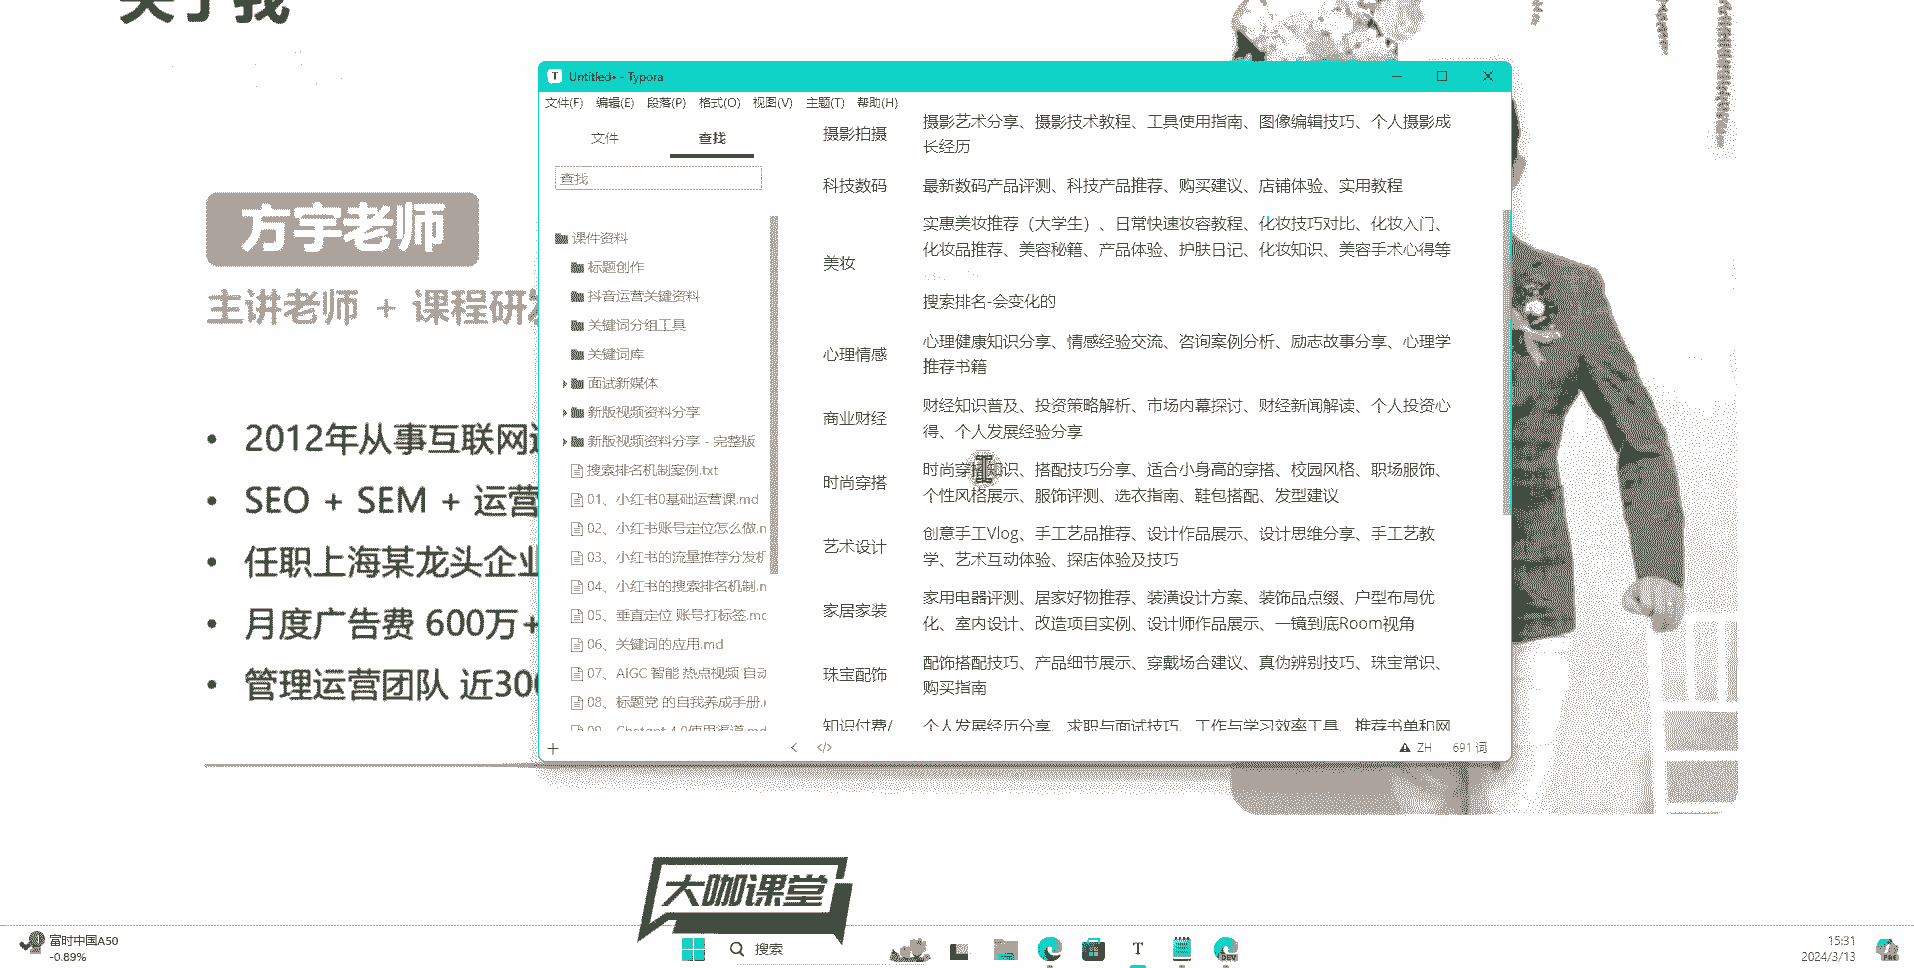 关于我
方宇老师
主讲老师 + 课程研发
2012年从事互联网
SEO + SEM + 运营
任职上海某龙头企业
月度广告费 600万+
管理运营团队 近300
Untitled• - Typora
文件(F) 编辑(E) 段落(P) 格式(O) 视图(V) 主题(T) 帮助(H)
文件 查找
查找
课件资料
标题创作
抖音运营关键资料
关键词分组工具
关键词库
面试新媒体
新版视频资料分享
新版视频资料分享 - 完整版
搜索排名机制案例.txt
01、小红书0基础运营课.md
02、小红书账号定位怎么做.m
03、小红书的流量推荐分发机
04、小红书的搜索排名机制.m
05、垂直定位 账号打标签.mc
06、关键词的应用.md
07、AIGC 智能 热点视频 自动
08、标题党 的自我养成手册.
09、Chatgpt 4.0使用渠道.md
摄影拍摄 摄影艺术分享、摄影技术教程、工具使用指南、图像编辑技巧、个人摄影成
长经历
科技数码 最新数码产品评测、科技产品推荐、购买建议、店铺体验、实用教程
实惠美妆推荐（大学生）、日常快速妆容教程、化妆技巧对比、化妆入门、
化妆品推荐、美容秘籍、产品体验、护肤日记、化妆知识、美容手术心得等
美妆
搜索排名-会变化的
心理情感 心理健康知识分享、情感经验交流、咨询案例分析、励志故事分享、心理学
推荐书籍
商业财经 财经知识普及、投资策略解析、市场内幕探讨、财经新闻解读、个人投资心
得、个人发展经验分享
时尚穿搭 时尚穿搭知识、搭配技巧分享、适合小身高的穿搭、校园风格、职场服饰、
个性风格展示、服饰评测、选衣指南、鞋包搭配、发型建议
艺术设计 创意手工Vlog、手工艺品推荐、设计作品展示、设计思维分享、手工艺教
学、艺术互动体验、探店体验及技巧
家居家装 家用电器评测、居家好物推荐、装潢设计方案、装饰品点缀、户型布局优
化、室内设计、改造项目实例、设计师作品展示、一镜到底Room视角
珠宝配饰 配饰搭配技巧、产品细节展示、穿戴场合建议、真伪辨别技巧、珠宝常识、
购买指南
知识付费/ 个人发展经历分享、求职与面试技巧、工作与学习效率工具、推荐书单和网
ZH 691 词
大咖课堂
富时中国A50
-0.89%
搜索
DEV
15:31
2024/3/13
PRE